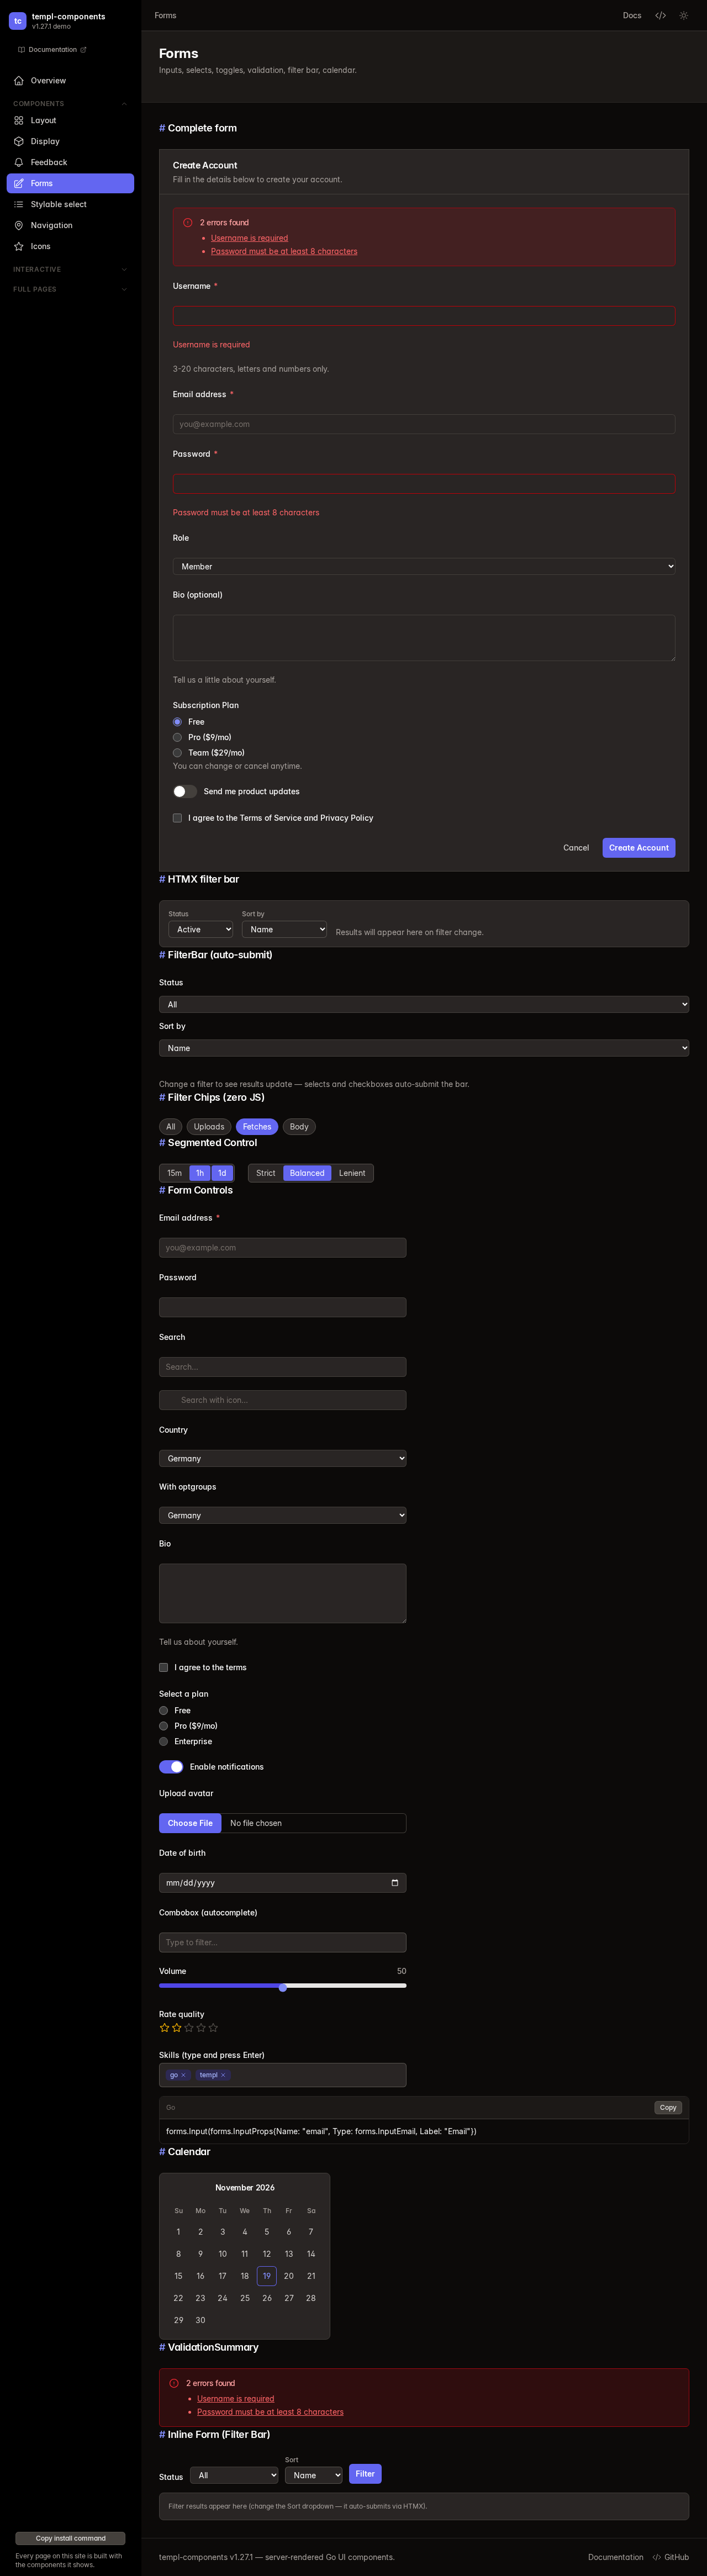 tc
templ-components
v1.27.1 demo
Documentation
Overview
COMPONENTS
Layout
Display
Feedback
Forms
Stylable select
Navigation
Icons
INTERACTIVE
FULL PAGES
Copy install command
Every page on this site is built with
the components it shows.
Forms
Docs
Forms
Inputs, selects, toggles, validation, filter bar, calendar.
# Complete form
Create Account
Fill in the details below to create your account.
2 errors found
• Username is required
• Password must be at least 8 characters
Username *
Username is required
3-20 characters, letters and numbers only.
Email address *
you@example.com
Password *
Password must be at least 8 characters
Role
Member
Bio (optional)
Tell us a little about yourself.
Subscription Plan
Free
Pro ($9/mo)
Team ($29/mo)
You can change or cancel anytime.
Send me product updates
I agree to the Terms of Service and Privacy Policy
Cancel
Create Account
# HTMX filter bar
Status
Sort by
Active
Name
Results will appear here on filter change.
# FilterBar (auto-submit)
Status
All
Sort by
Name
Change a filter to see results update — selects and checkboxes auto-submit the bar.
# Filter Chips (zero JS)
All
Uploads
Fetches
Body
# Segmented Control
15m
1h
1d
Strict
Balanced
Lenient
# Form Controls
Email address *
you@example.com
Password
Search
Search...
Search with icon...
Country
Germany
With optgroups
Germany
Bio
Tell us about yourself.
I agree to the terms
Select a plan
Free
Pro ($9/mo)
Enterprise
Enable notifications
Upload avatar
Choose File
No file chosen
Date of birth
mm/dd/yyyy
Combobox (autocomplete)
Type to filter...
Volume
50
Rate quality
Skills (type and press Enter)
go ×
templ ×
Go
Copy
forms.Input(forms.InputProps{Name: "email", Type: forms.InputEmail, Label: "Email"})
# Calendar
November 2026
Su Mo Tu We Th Fr Sa
1 2 3 4 5 6 7
8 9 10 11 12 13 14
15 16 17 18 19 20 21
22 23 24 25 26 27 28
29 30
# ValidationSummary
2 errors found
• Username is required
• Password must be at least 8 characters
# Inline Form (Filter Bar)
Status
All
Sort
Name
Filter
Filter results appear here (change the Sort dropdown — it auto-submits via HTMX).
templ-components v1.27.1 — server-rendered Go UI components.
Documentation
GitHub